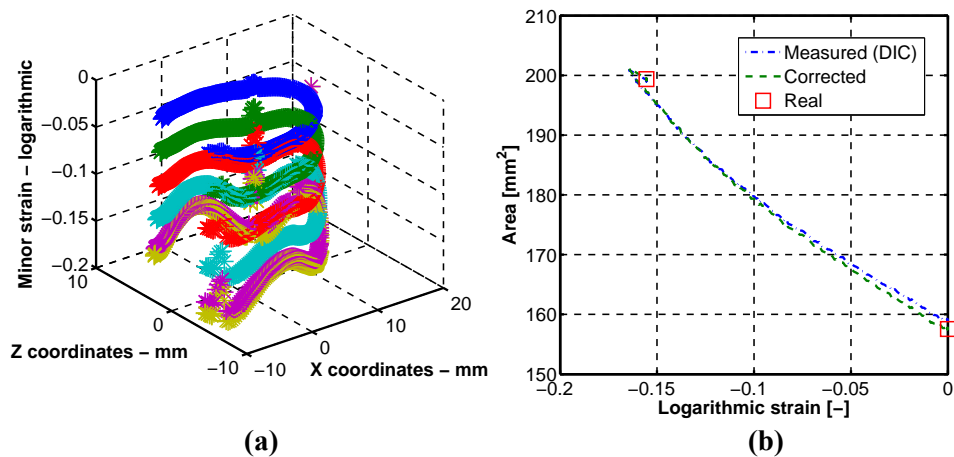 0
−0.05
−0.1
−0.15
−0.2
Minor strain − logarithmic
10
0
−10
Z coordinates − mm
−10
0
10
20
X coordinates − mm
(a)
210
200
190
180
170
160
150
Area [mm²]
Measured (DIC)
Corrected
Real
−0.2
−0.15
−0.1
−0.05
0
Logarithmic strain [−]
(b)